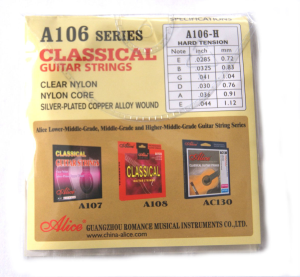 SPECIFICATIONS
A106 SERIES
CLASSICAL
GUITAR STRINGS
CLEAR NYLON
NYLON CORE
SILVER-PLATED COPPER ALLOY WOUND
A106-H
HARD TENSION
Note inch mm
E .0285 0.72
B .0325 0.83
G .041 1.04
D .030 0.76
A .036 0.91
E .044 1.12
Alice Lower-Middle-Grade, Middle-Grade and Higher-Middle-Grade Guitar String Series
CLASSICAL
CLASSICAL
A107
A108
AC130
Alice
GUANGZHOU ROMANCE MUSICAL INSTRUMENTS CO., LTD.
www.china-alice.com